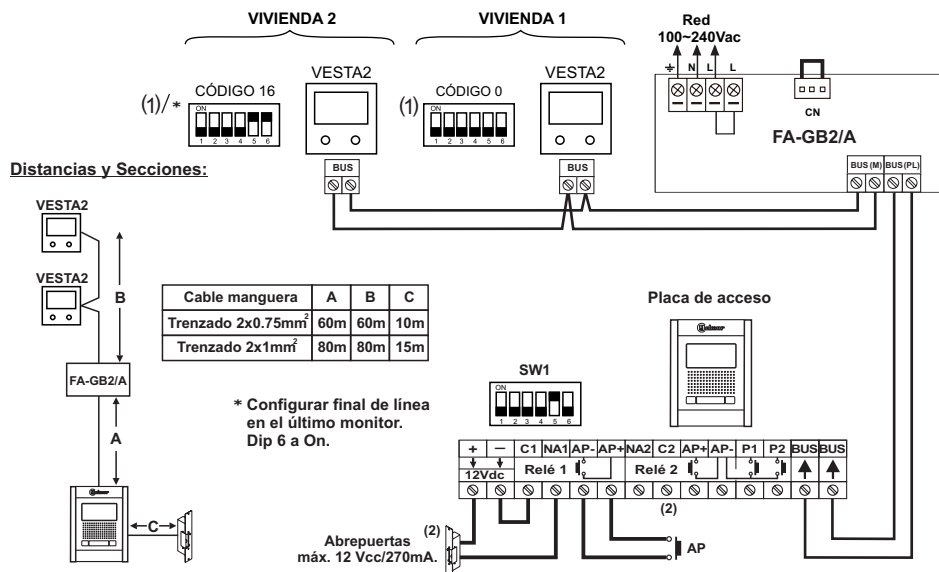 VIVIENDA 2
VIVIENDA 1
Red
100~240Vac
N L L
CN
FA-GB2/A
BUS (M) BUS (PL)
(1)/*
CÓDIGO 16
ON
1 2 3 4 5 6
VESTA2
BUS
(1)
CÓDIGO 0
ON
1 2 3 4 5 6
VESTA2
BUS
Distancias y Secciones:
VESTA2
VESTA2
B
FA-GB2/A
A
C
Cable manguera A B C
Trenzado 2x0.75mm² 60m 60m 10m
Trenzado 2x1mm² 80m 80m 15m
* Configurar final de línea
en el último monitor.
Dip 6 a On.
Placa de acceso
Golmar
SW1
ON
1 2 3 4 5 6
+ − C1 NA1 AP- AP+ NA2 C2 AP+ AP- P1 P2 BUS BUS
12Vdc Relé 1 Relé 2
(2)
(2)
Abrepuertas
máx. 12 Vcc/270mA.
AP